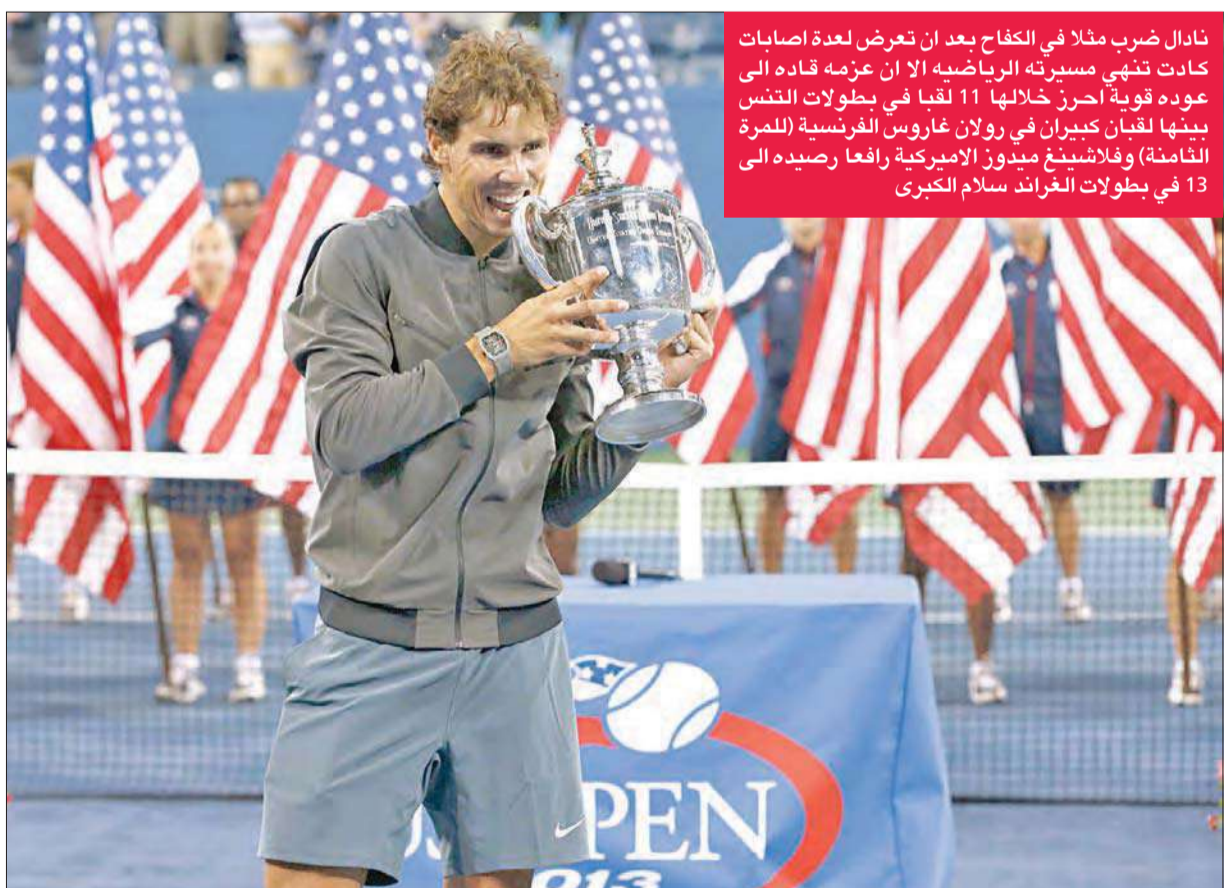 نادال ضرب مثلا في الكفاح بعد ان تعرض لعدة اصابات
كادت تنهي مسيرته الرياضيه الا ان عزمه قاده الى
عوده قوية احرز خلالها 11 لقبا في بطولات التنس
بينها لقبان كبيران في رولان غاروس الفرنسية (للمرة
الثامنة) وفلاشينغ ميدوز الاميركية رافعا رصيده الى
13 في بطولات الغراند سلام الكبرى
PEN
013